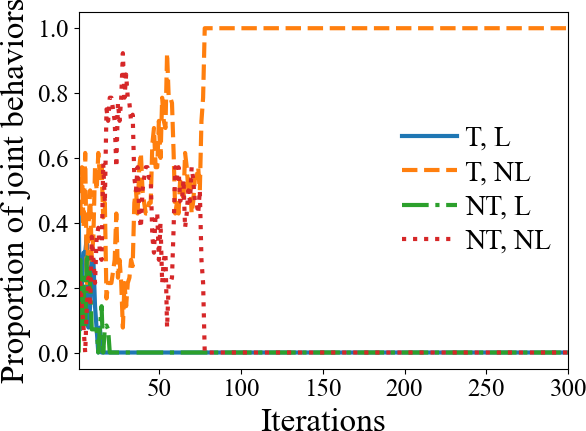 Proportion of joint behaviors
1.0
0.8
0.6
0.4
0.2
0.0
T, L
T, NL
NT, L
NT, NL
50 100 150 200 250 300
Iterations